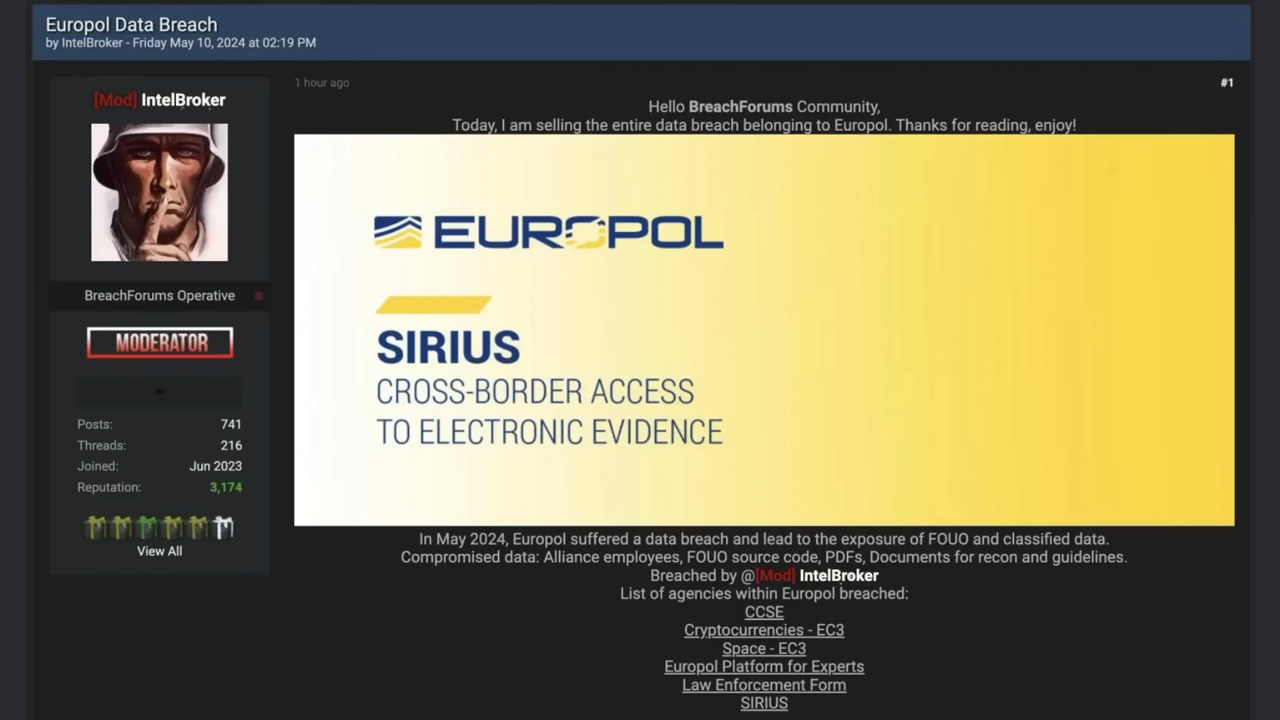 Europol Data Breach
by IntelBroker - Friday May 10, 2024 at 02:19 PM
[Mod] IntelBroker
BreachForums Operative
MODERATOR
Posts: 741
Threads: 216
Joined: Jun 2023
Reputation: 3,174
View All
1 hour ago #1
Hello BreachForums Community,
Today, I am selling the entire data breach belonging to Europol. Thanks for reading, enjoy!
EUROPOL
SIRIUS
CROSS-BORDER ACCESS
TO ELECTRONIC EVIDENCE
In May 2024, Europol suffered a data breach and lead to the exposure of FOUO and classified data.
Compromised data: Alliance employees, FOUO source code, PDFs, Documents for recon and guidelines.
Breached by @[Mod] IntelBroker
List of agencies within Europol breached:
CCSE
Cryptocurrencies - EC3
Space - EC3
Europol Platform for Experts
Law Enforcement Form
SIRIUS